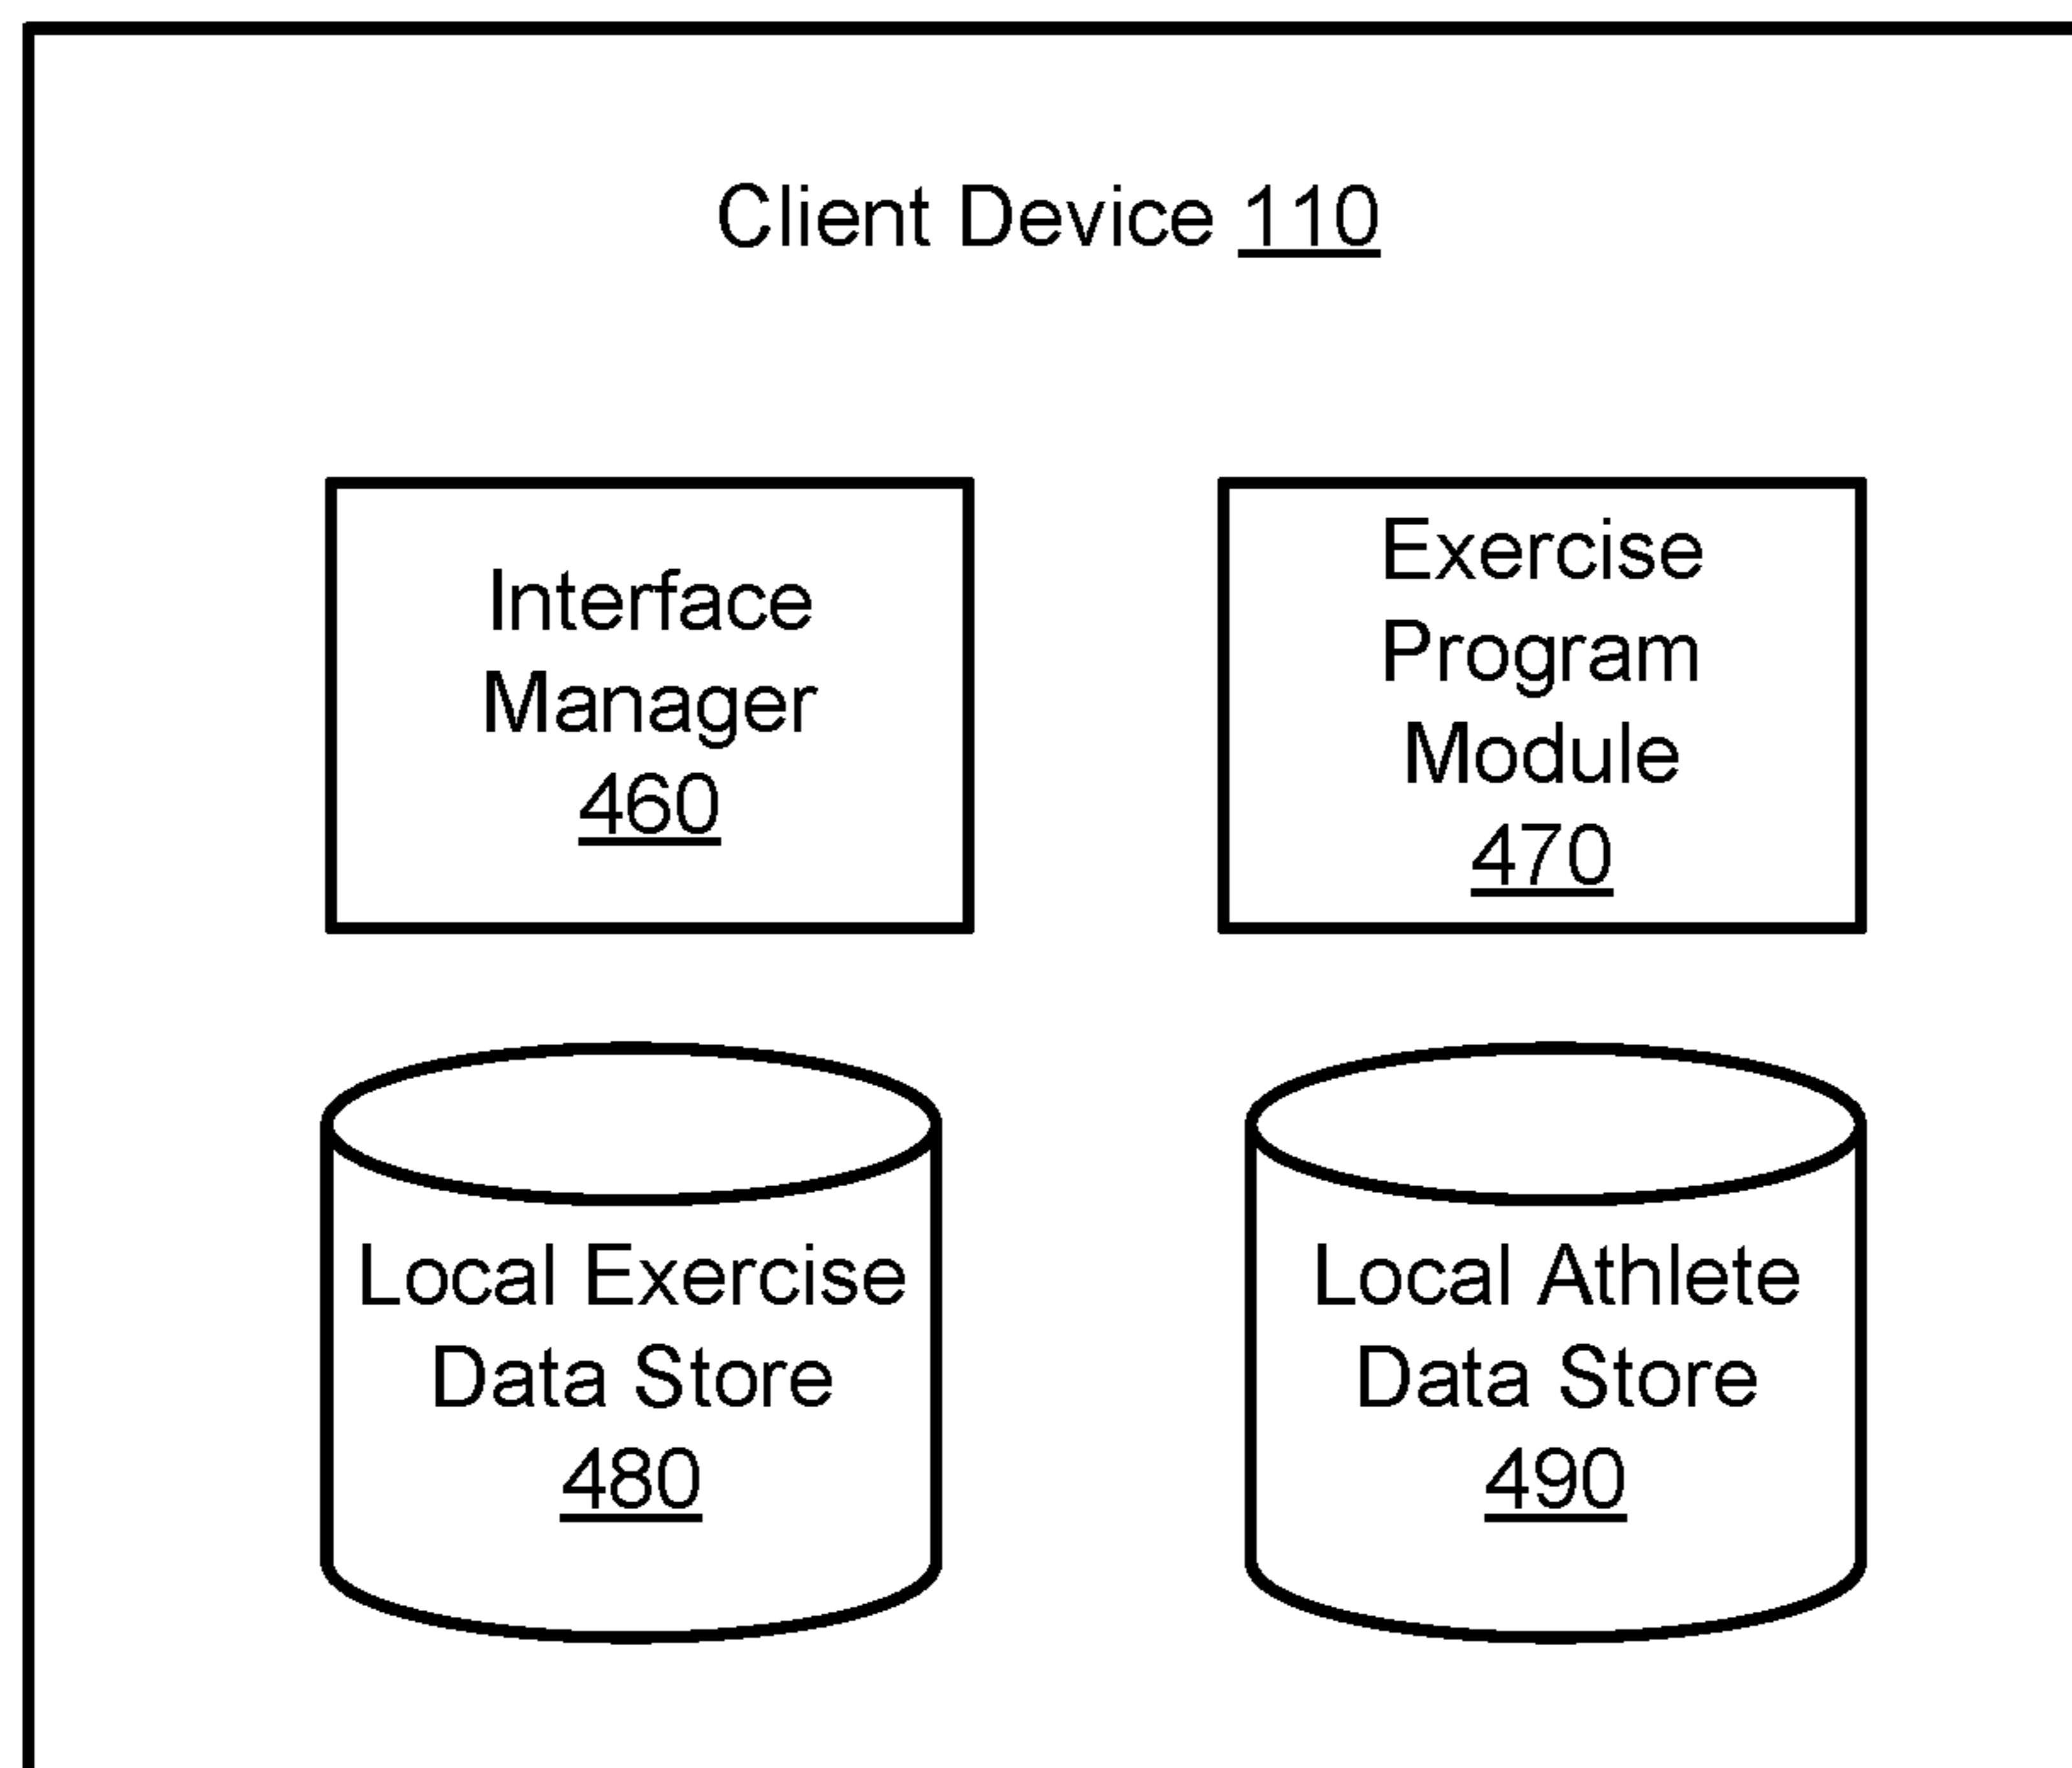 Client Device 110
Interface
Manager
460
Exercise
Program
Module
470
Local Exercise
Data Store
480
Local Athlete
Data Store
490